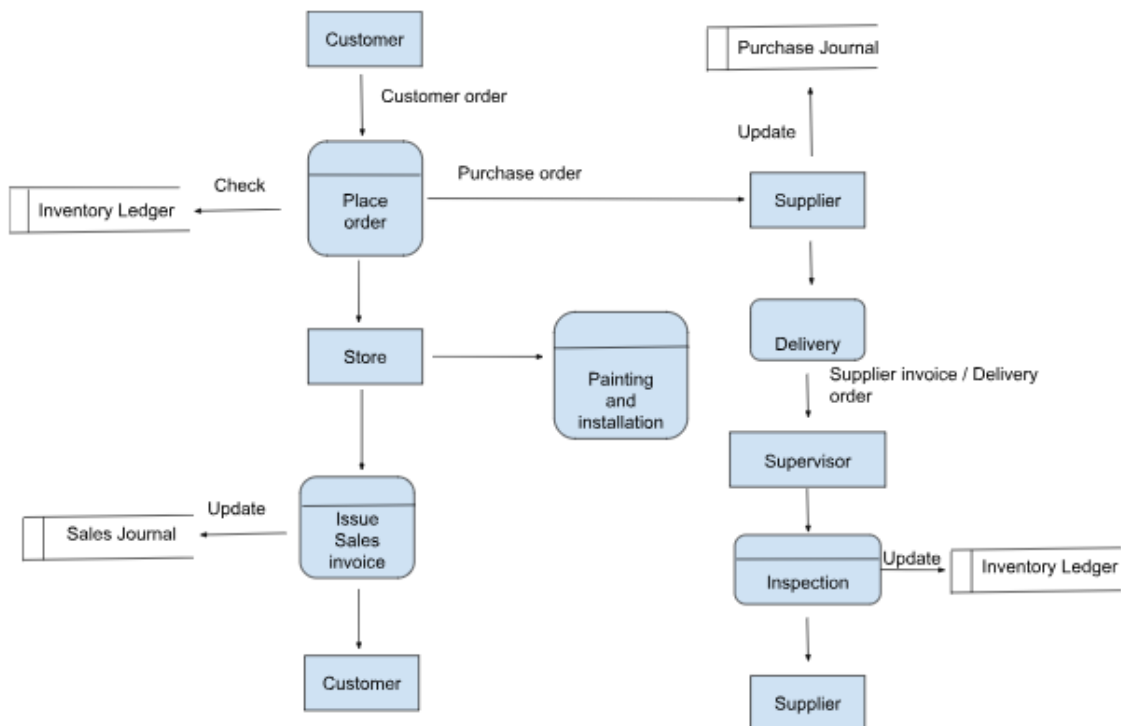 Customer
Purchase Journal
Customer order
Update
Check
Purchase order
Inventory Ledger
Place
order
Supplier
Store
Delivery
Painting
and
installation
Supplier invoice / Delivery
order
Supervisor
Sales Journal
Update
Issue
Sales
invoice
Update
Inspection
Inventory Ledger
Customer
Supplier